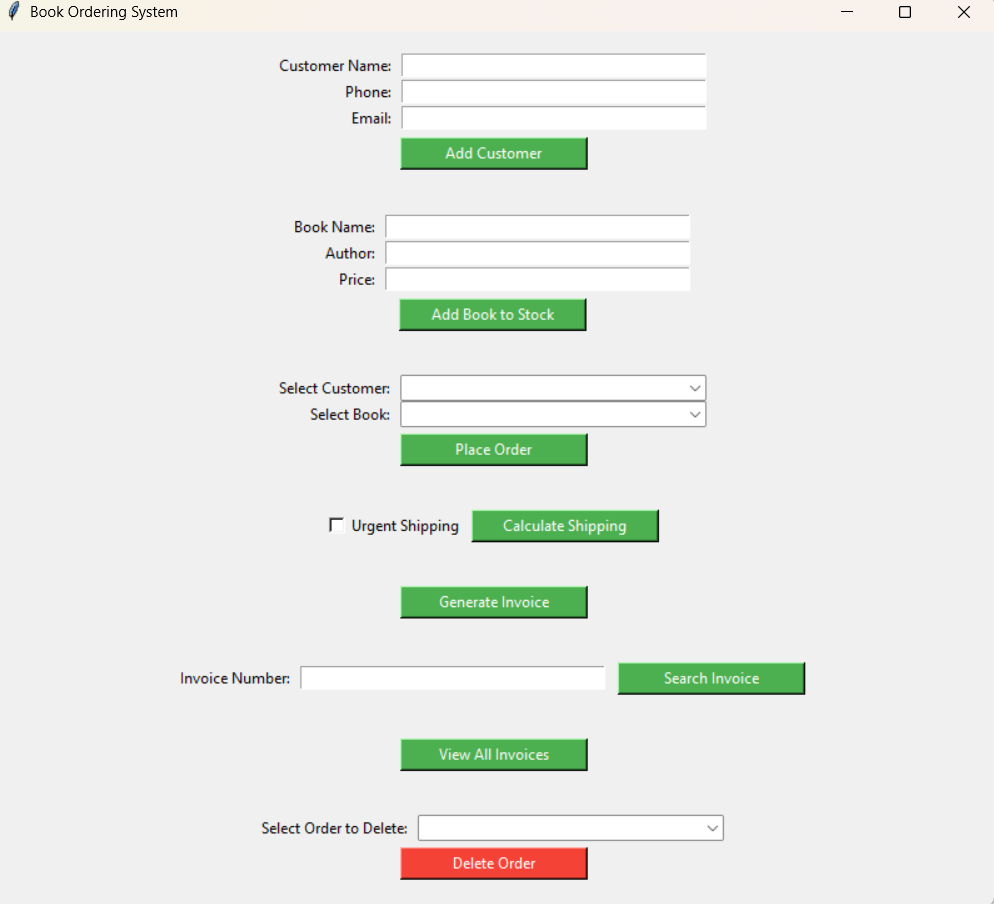 Book Ordering System
Customer Name:
Phone:
Email:
Add Customer
Book Name:
Author:
Price:
Add Book to Stock
Select Customer:
Select Book:
Place Order
Urgent Shipping Calculate Shipping
Generate Invoice
Invoice Number: Search Invoice
View All Invoices
Select Order to Delete:
Delete Order